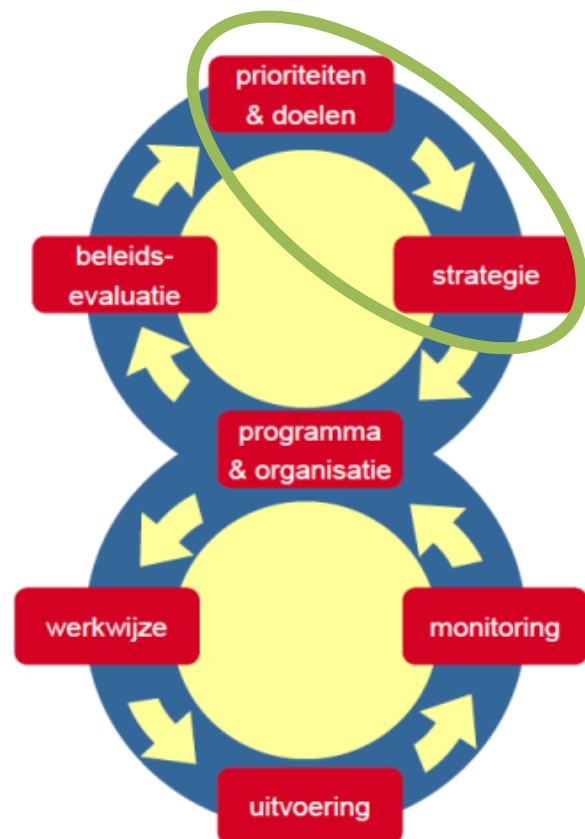 prioriteiten
& doelen
beleids-
evaluatie
strategie
programma
& organisatie
werkwijze
monitoring
uitvoering